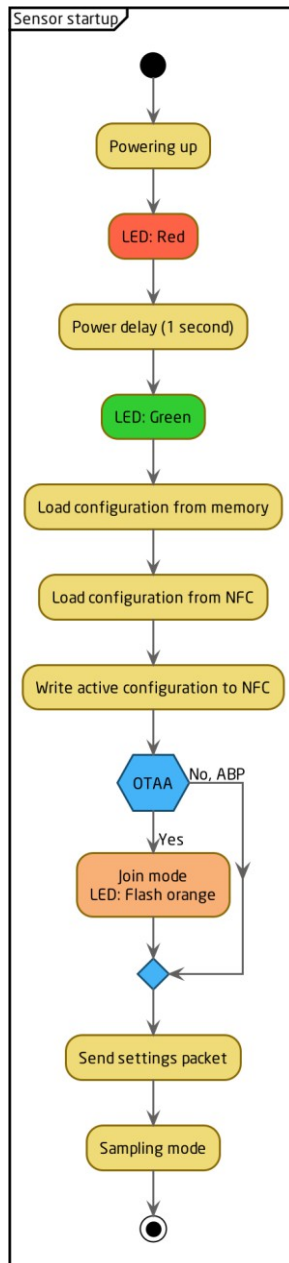 Sensor startup
Powering up
LED: Red
Power delay (1 second)
LED: Green
Load configuration from memory
Load configuration from NFC
Write active configuration to NFC
OTAA
No, ABP
Yes
Join mode
LED: Flash orange
Send settings packet
Sampling mode